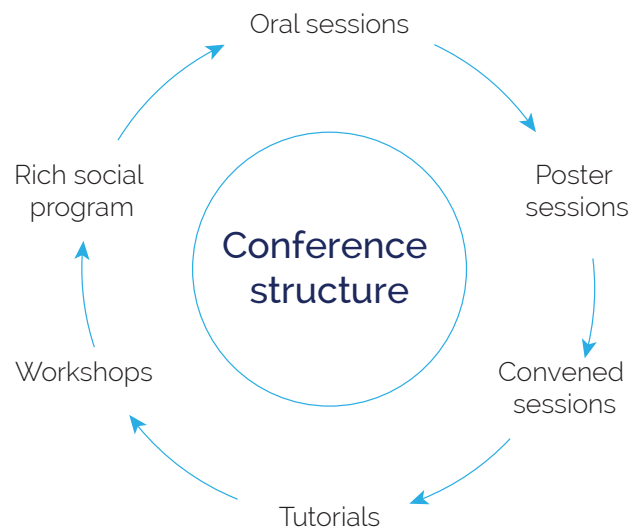 Oral sessions
Poster
sessions
Convened
sessions
Tutorials
Workshops
Rich social
program
Conference
structure